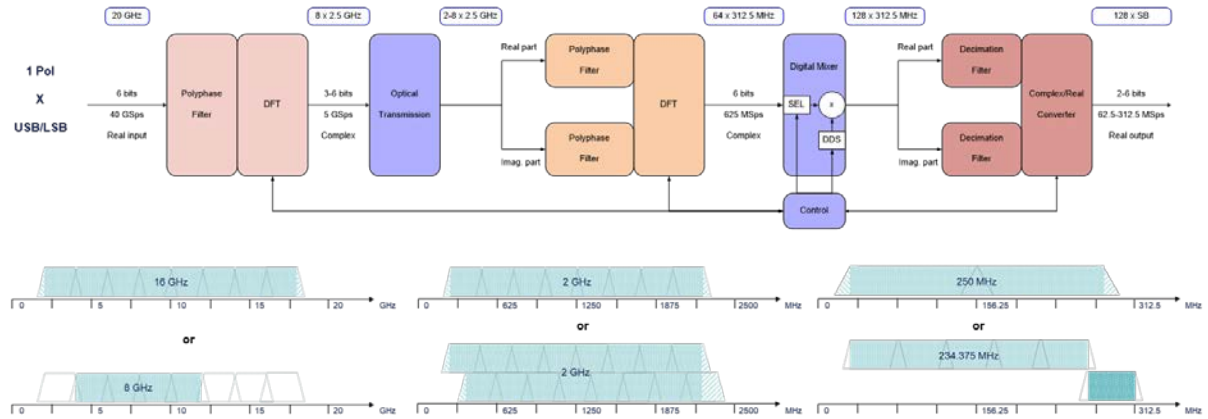 20 GHz
8 x 2.5 GHz
2-8 x 2.5 GHz
64 x 312.5 MHz
128 x 312.5 MHz
128 x SB
1 Pol
X
USB/LSB
6 bits
40 GSps
Real input
Polyphase
Filter
DFT
3-6 bits
5 GSps
Complex
Optical
Transmission
Real part
Imag. part
Polyphase
Filter
Polyphase
Filter
DFT
6 bits
625 MSps
Complex
Digital Mixer
SEL
x
DDS
Control
Real part
Imag. part
Decimation
Filter
Decimation
Filter
Complex/Real
Converter
2-6 bits
62.5-312.5 MSps
Real output
16 GHz
0 5 10 15 20 GHz
or
8 GHz
0 5 10 15 20 GHz
2 GHz
0 625 1250 1875 2500 MHz
or
2 GHz
0 625 1250 1875 2500 MHz
250 MHz
0 156.25 312.5 MHz
or
234.375 MHz
0 156.25 312.5 MHz